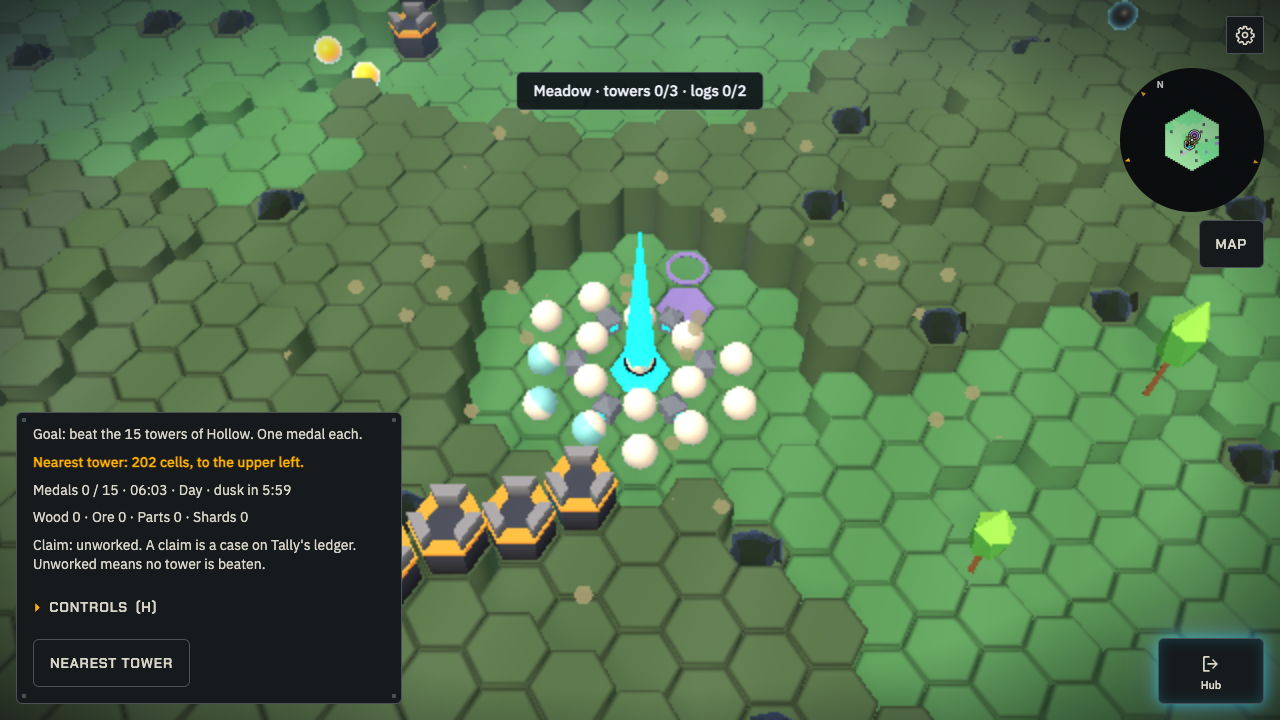 Meadow · towers 0/3 · logs 0/2
N
MAP
Goal: beat the 15 towers of Hollow. One medal each.
Nearest tower: 202 cells, to the upper left.
Medals 0 / 15 · 06:03 · Day · dusk in 5:59
Wood 0 · Ore 0 · Parts 0 · Shards 0
Claim: unworked. A claim is a case on Tally's ledger.
Unworked means no tower is beaten.
CONTROLS (H)
NEAREST TOWER
Hub